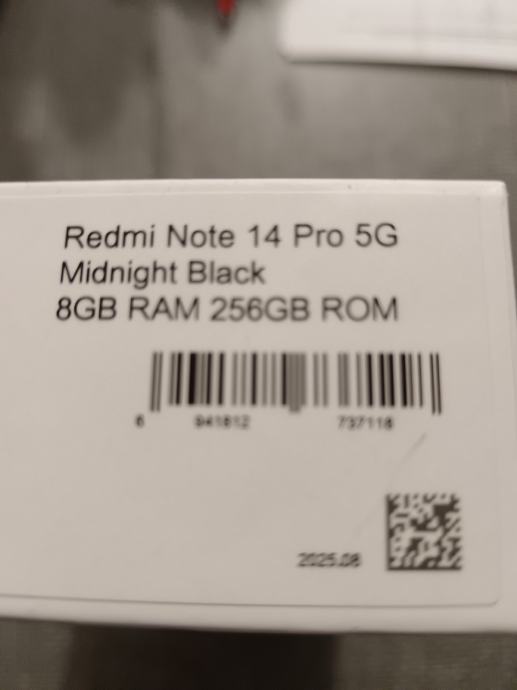 Redmi Note 14 Pro 5G
Midnight Black
8GB RAM 256GB ROM
6 941812 737118
2025.08